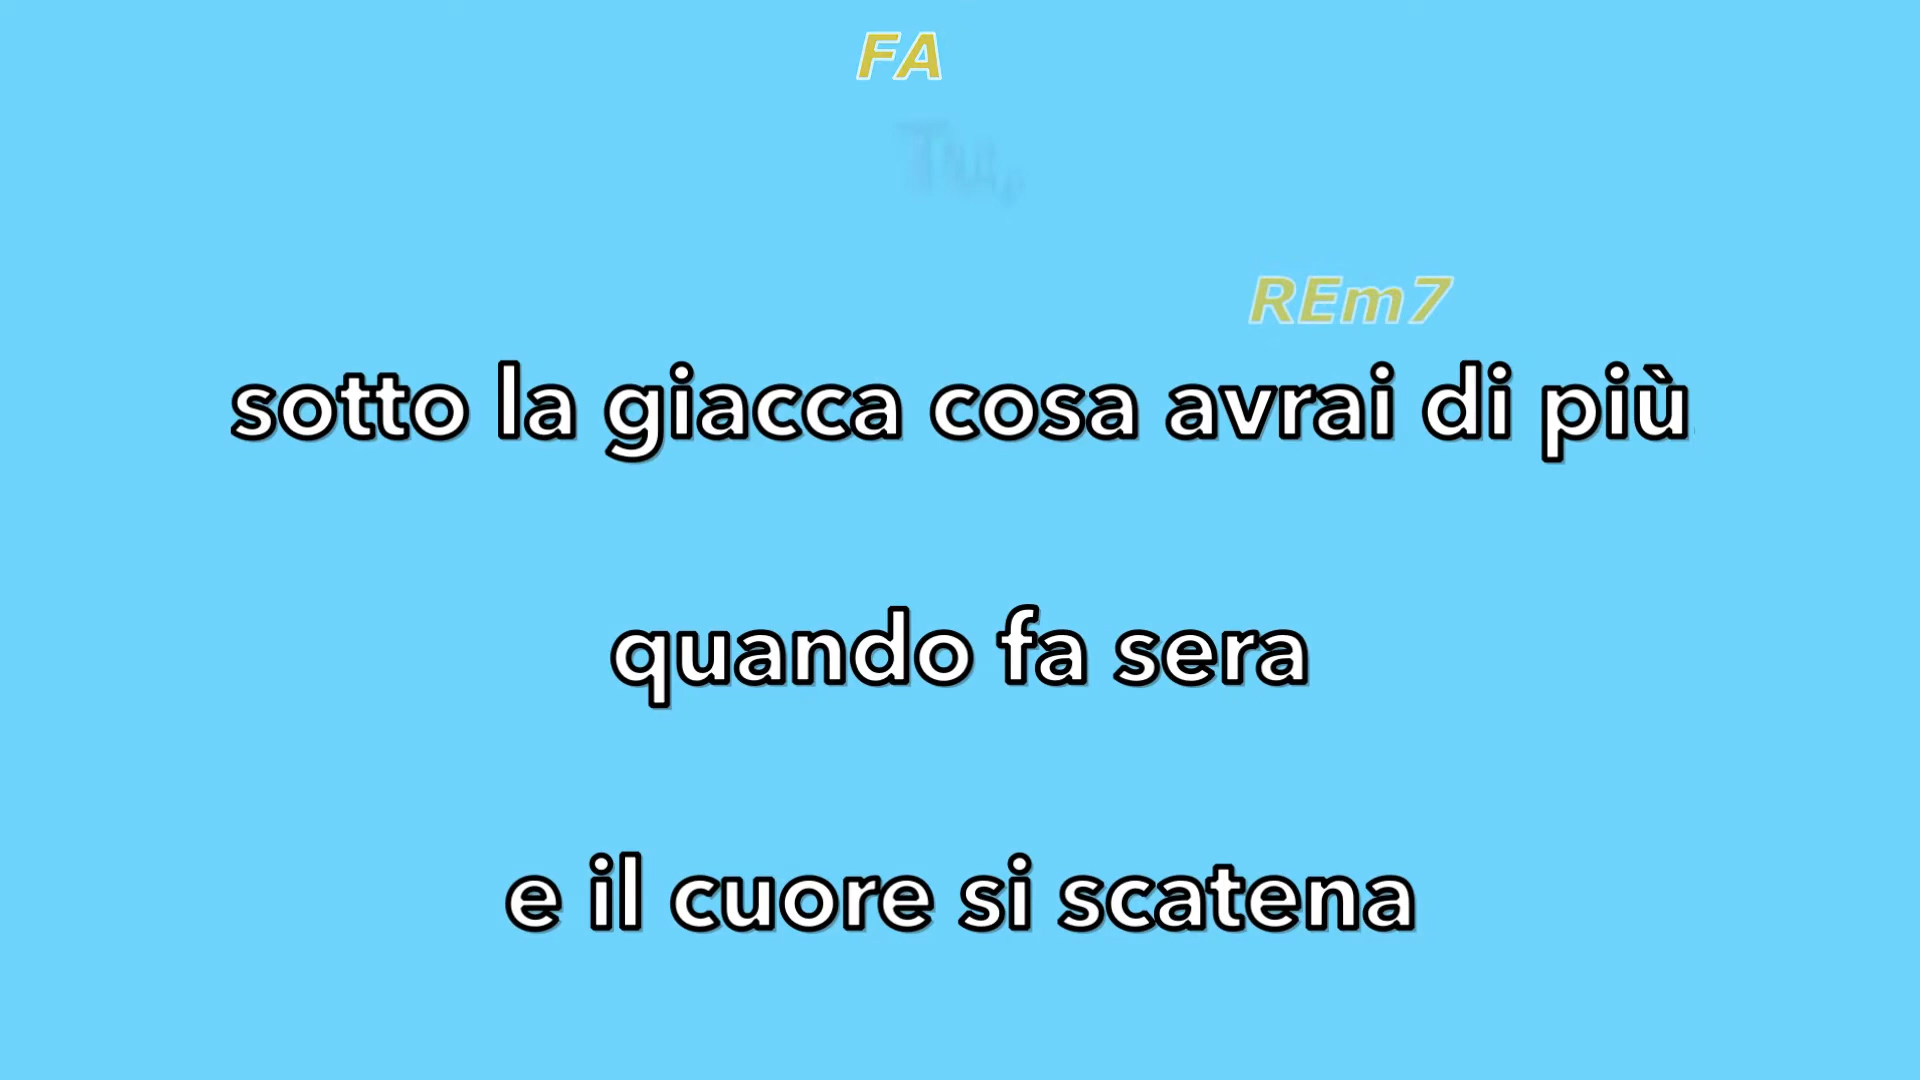 FA
REm7
sotto la giacca cosa avrai di più
quando fa sera
e il cuore si scatena